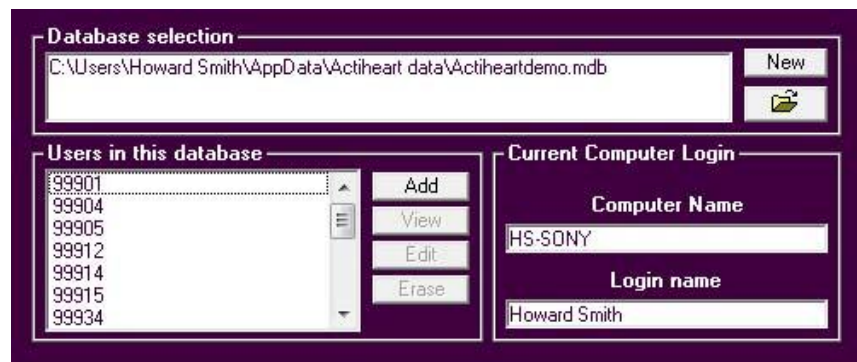 Database selection
C:\Users\Howard Smith\AppData\Actiheart data\Actiheartdemo.mdb
New
Users in this database
99901
99904
99905
99912
99914
99915
99934
Add
View
Edit
Erase
Current Computer Login
Computer Name
HS-SONY
Login name
Howard Smith